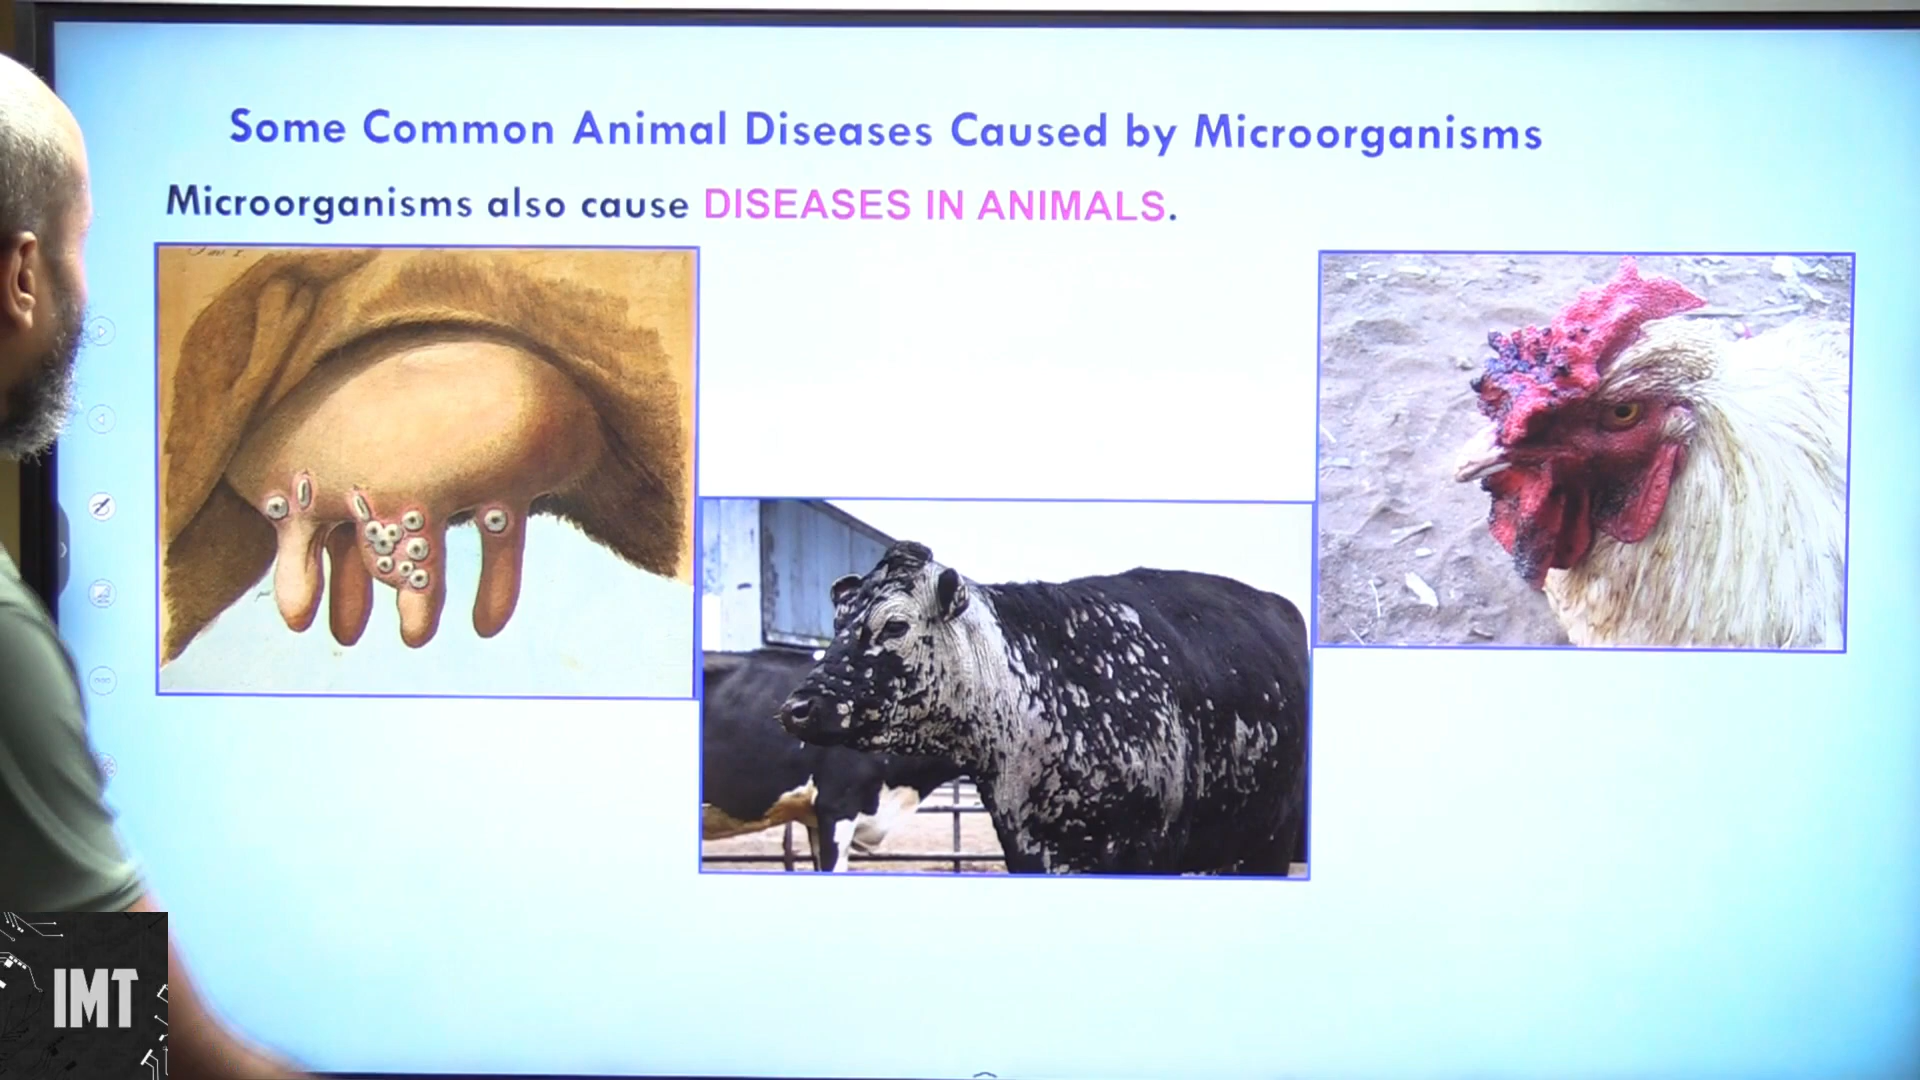 Some Common Animal Diseases Caused by Microorganisms
Microorganisms also cause DISEASES IN ANIMALS.
IMT